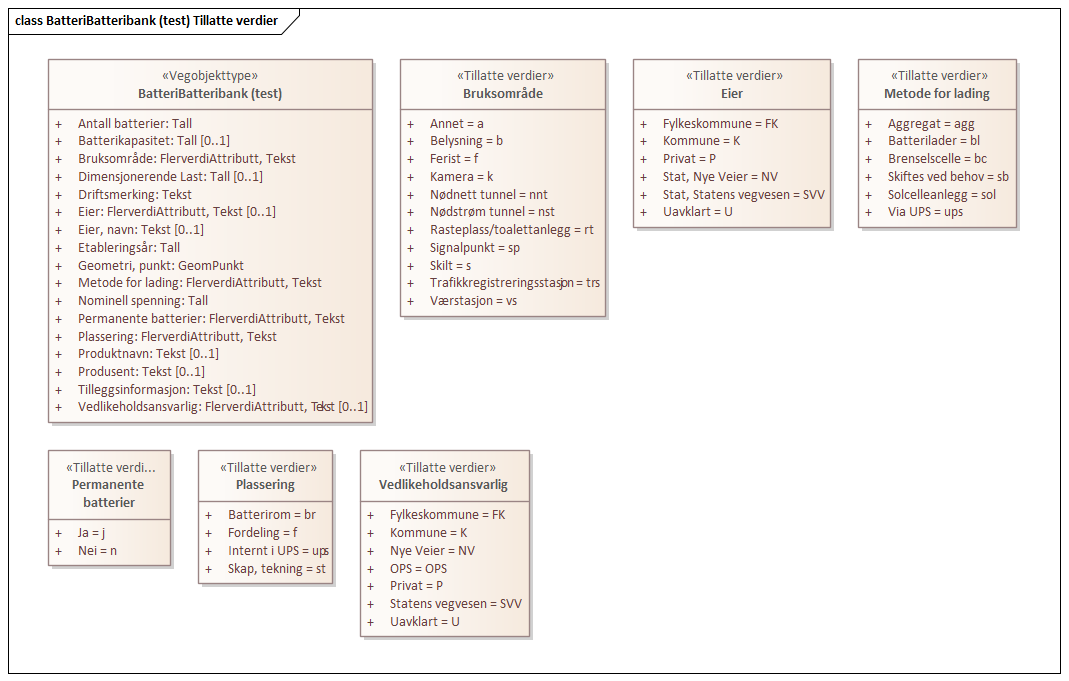 class BatteriBatteribank (test) Tillatte verdier
«Vegobjekttype»
BatteriBatteribank (test)
+ Antall batterier: Tall
+ Batterikapasitet: Tall [0..1]
+ Bruksområde: FlerverdiAttributt, Tekst
+ Dimensjonerende Last: Tall [0..1]
+ Driftsmerking: Tekst
+ Eier: FlerverdiAttributt, Tekst [0..1]
+ Eier, navn: Tekst [0..1]
+ Etableringsår: Tall
+ Geometri, punkt: GeomPunkt
+ Metode for lading: FlerverdiAttributt, Tekst
+ Nominell spenning: Tall
+ Permanente batterier: FlerverdiAttributt, Tekst
+ Plassering: FlerverdiAttributt, Tekst
+ Produktnavn: Tekst [0..1]
+ Produsent: Tekst [0..1]
+ Tilleggsinformasjon: Tekst [0..1]
+ Vedlikeholdsansvarlig: FlerverdiAttributt, Tekst [0..1]
«Tillatte verdier»
Bruksområde
+ Annet = a
+ Belysning = b
+ Ferist = f
+ Kamera = k
+ Nødnett tunnel = nnt
+ Nødstrøm tunnel = nst
+ Rasteplass/toalettanlegg = rt
+ Signalpunkt = sp
+ Skilt = s
+ Trafikkregistreringsstasjon = trs
+ Værstasjon = vs
«Tillatte verdier»
Eier
+ Fylkeskommune = FK
+ Kommune = K
+ Privat = P
+ Stat, Nye Veier = NV
+ Stat, Statens vegvesen = SVV
+ Uavklart = U
«Tillatte verdier»
Metode for lading
+ Aggregat = agg
+ Batterilader = bl
+ Brenselscelle = bc
+ Skiftes ved behov = sb
+ Solcelleanlegg = sol
+ Via UPS = ups
«Tillatte verdi...
Permanente
batterier
+ Ja = j
+ Nei = n
«Tillatte verdier»
Plassering
+ Batterirom = br
+ Fordeling = f
+ Internt i UPS = ups
+ Skap, tekning = st
«Tillatte verdier»
Vedlikeholdsansvarlig
+ Fylkeskommune = FK
+ Kommune = K
+ Nye Veier = NV
+ OPS = OPS
+ Privat = P
+ Statens vegvesen = SVV
+ Uavklart = U